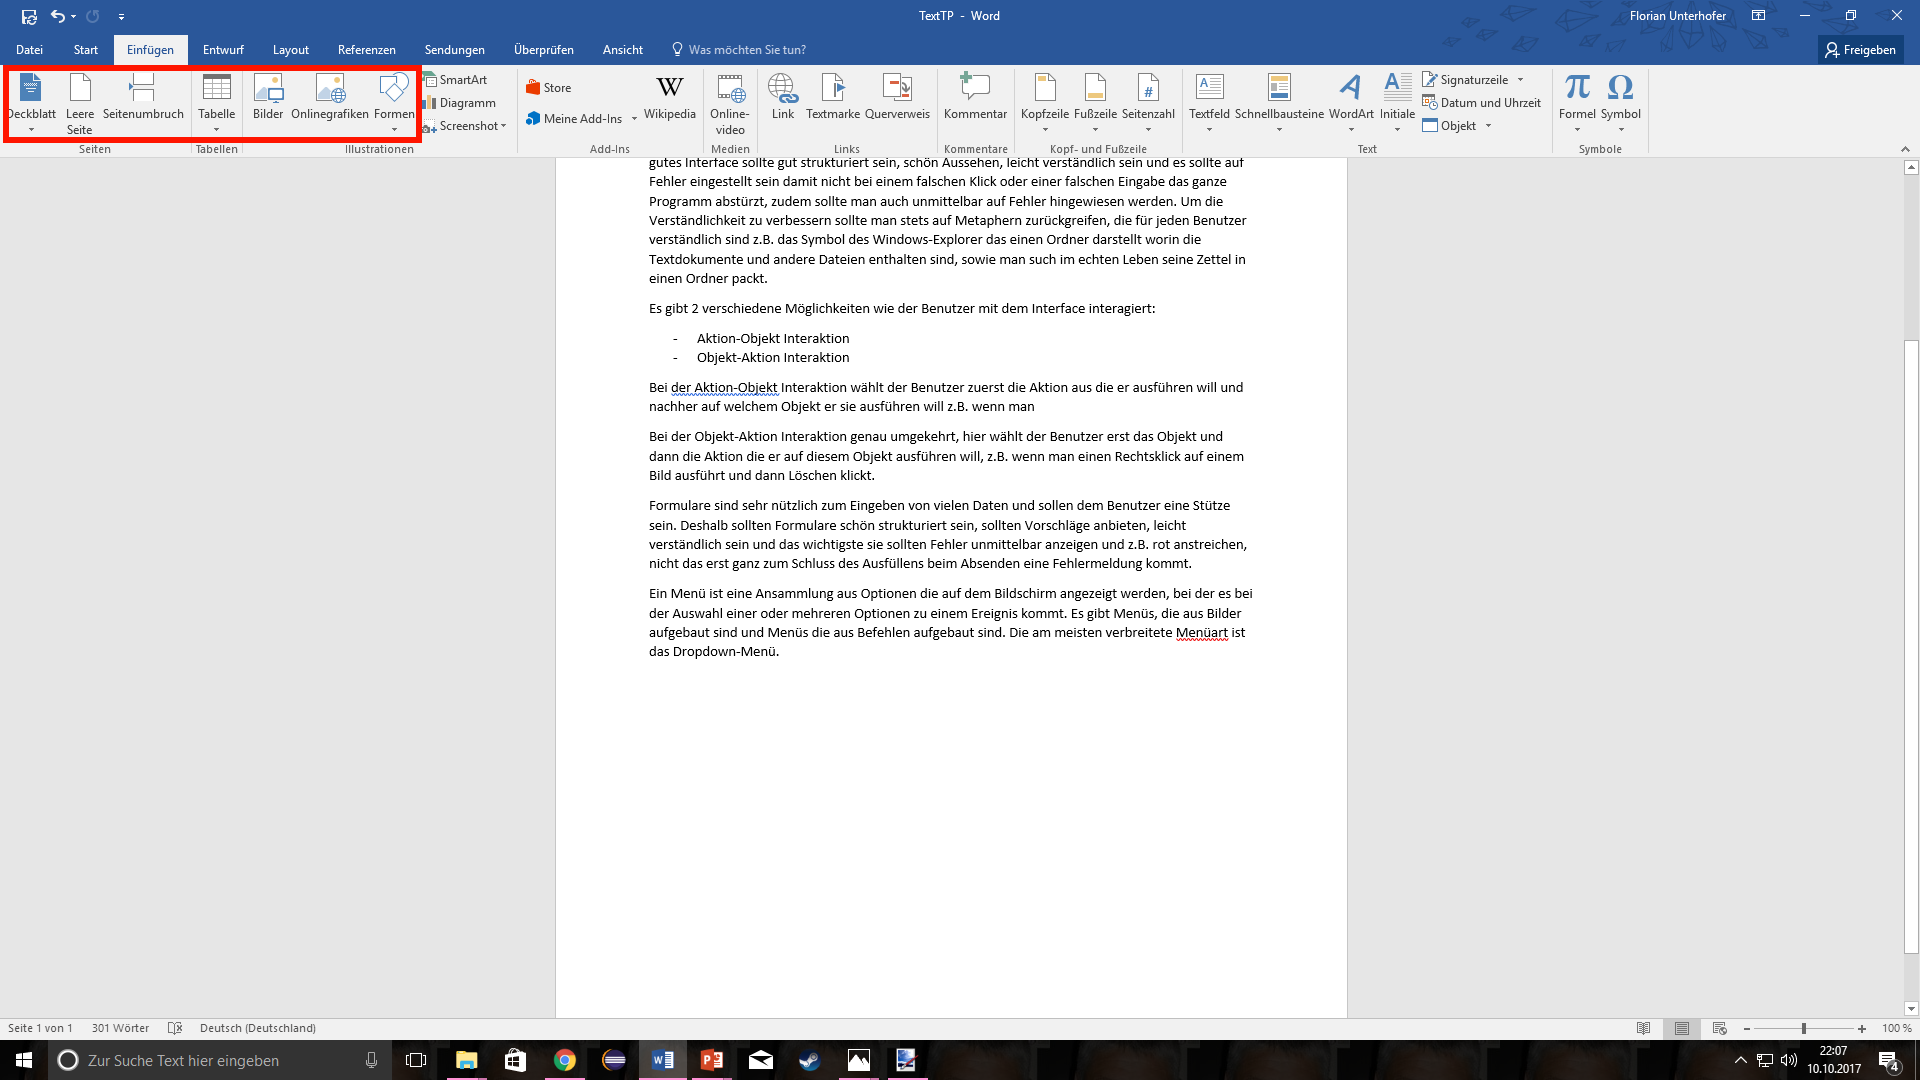 TextTP - Word
Florian Unterhofer
Datei Start Einfügen Entwurf Layout Referenzen Sendungen Überprüfen Ansicht Was möchten Sie tun?
Freigeben
Deckblatt
Leere
Seite
Seitenumbruch
Tabelle
Bilder
Onlinegrafiken
Formen
SmartArt
Diagramm
Screenshot
Store
Meine Add-Ins
W
Wikipedia
Online-
video
Link
Textmarke
Querverweis
Kommentar
Kopfzeile
Fußzeile
#
Seitenzahl
A
Textfeld
Schnellbausteine
A
WordArt
A
Initiale
Signaturzeile
Datum und Uhrzeit
Objekt
π
Formel
Ω
Symbol
Seiten Tabellen Illustrationen Add-Ins Medien Links Kommentare Kopf- und Fußzeile Text Symbole
gutes Interface sollte gut strukturiert sein, schön Aussehen, leicht verständlich sein und es sollte auf
Fehler eingestellt sein damit nicht bei einem falschen Klick oder einer falschen Eingabe das ganze
Programm abstürzt, zudem sollte man auch unmittelbar auf Fehler hingewiesen werden. Um die
Verständlichkeit zu verbessern sollte man stets auf Metaphern zurückgreifen, die für jeden Benutzer
verständlich sind z.B. das Symbol des Windows-Explorer das einen Ordner darstellt worin die
Textdokumente und andere Dateien enthalten sind, sowie man such im echten Leben seine Zettel in
einen Ordner packt.
Es gibt 2 verschiedene Möglichkeiten wie der Benutzer mit dem Interface interagiert:
- Aktion-Objekt Interaktion
- Objekt-Aktion Interaktion
Bei der Aktion-Objekt Interaktion wählt der Benutzer zuerst die Aktion aus die er ausführen will und
nachher auf welchem Objekt er sie ausführen will z.B. wenn man
Bei der Objekt-Aktion Interaktion genau umgekehrt, hier wählt der Benutzer erst das Objekt und
dann die Aktion die er auf diesem Objekt ausführen will, z.B. wenn man einen Rechtsklick auf einem
Bild ausführt und dann Löschen klickt.
Formulare sind sehr nützlich zum Eingeben von vielen Daten und sollen dem Benutzer eine Stütze
sein. Deshalb sollten Formulare schön strukturiert sein, sollten Vorschläge anbieten, leicht
verständlich sein und das wichtigste sie sollten Fehler unmittelbar anzeigen und z.B. rot anstreichen,
nicht das erst ganz zum Schluss des Ausfüllens beim Absenden eine Fehlermeldung kommt.
Ein Menü ist eine Ansammlung aus Optionen die auf dem Bildschirm angezeigt werden, bei der es bei
der Auswahl einer oder mehreren Optionen zu einem Ereignis kommt. Es gibt Menüs, die aus Bilder
aufgebaut sind und Menüs die aus Befehlen aufgebaut sind. Die am meisten verbreitete Menüart ist
das Dropdown-Menü.
Seite 1 von 1 301 Wörter Deutsch (Deutschland)
100 %
Zur Suche Text hier eingeben
22:07
10.10.2017
4